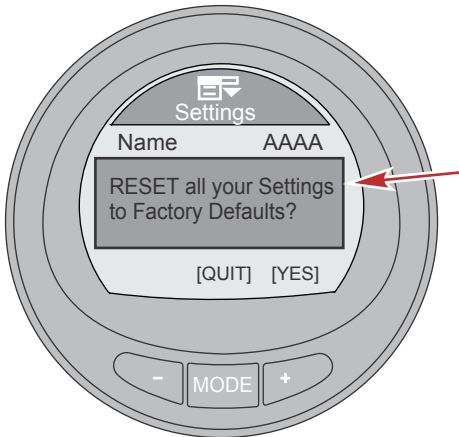 Settings
Name AAAA
RESET all your Settings
to Factory Defaults?
[QUIT] [YES]
- MODE +